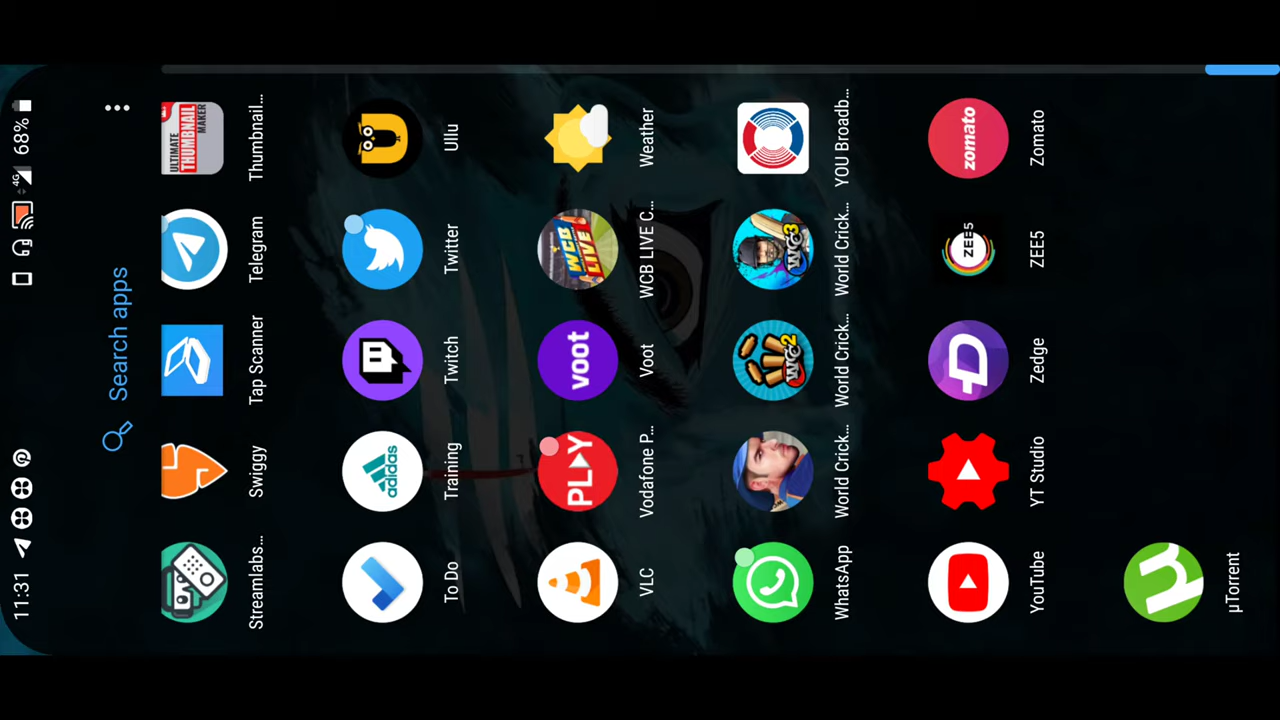 11:31
68%
4G
Search apps
Streamlabs...
Swiggy
Tap Scanner
Telegram
ULTIMATE
THUMBNAIL
MAKER
Thumbnail...
To Do
adidas
Training
Twitch
Twitter
U
Ullu
VLC
PLAY
Vodafone P...
voot
Voot
WCB
LIVE
WCB LIVE C...
Weather
WhatsApp
World Crick...
WC2
World Crick...
WC3
World Crick...
YOU Broadb...
YouTube
YT Studio
Zedge
ZEE5
ZEE5
zomato
Zomato
µ
µTorrent